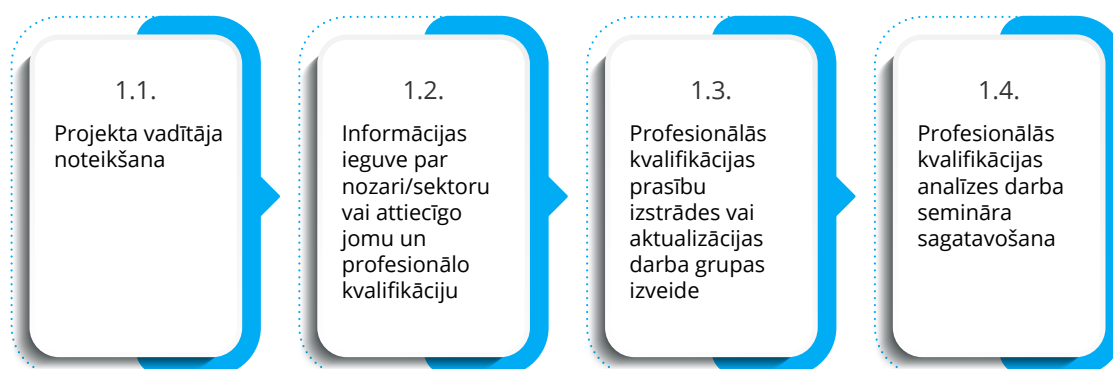 1.1.
Projekta vadītāja
noteikšana
1.2.
Informācijas
ieguve par
nozari/sektoru
vai attiecīgo
jomu un
profesionālo
kvalifikāciju
1.3.
Profesionālās
kvalifikācijas
prasību
izstrādes vai
aktualizācijas
darba grupas
izveide
1.4.
Profesionālās
kvalifikācijas
analīzes darba
semināra
sagatavošana